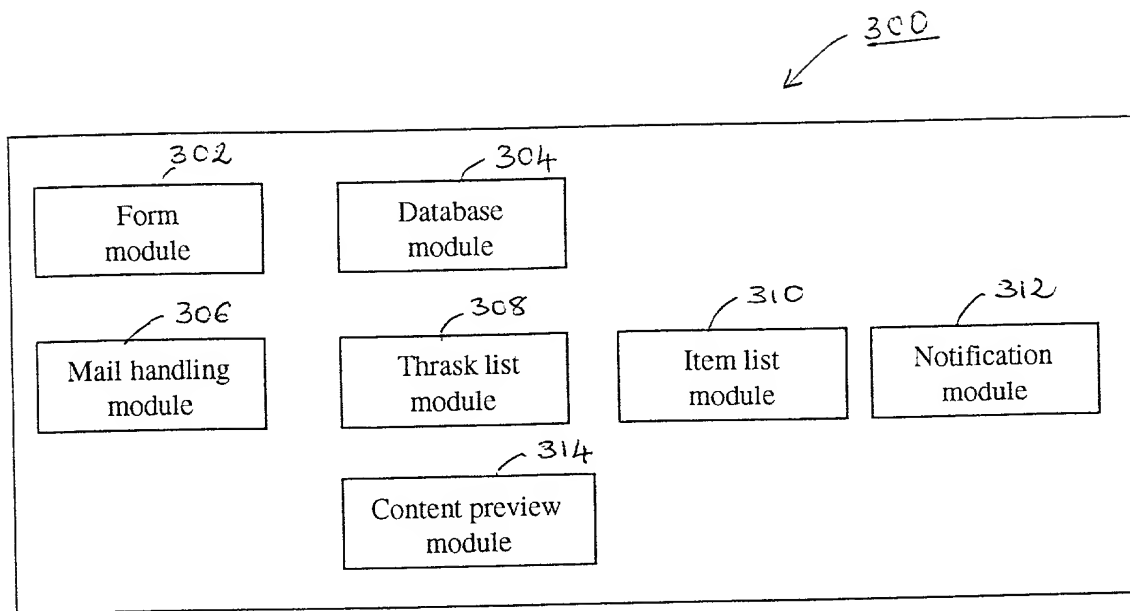 300
302
Form
module
304
Database
module
306
Mail handling
module
308
Thrask list
module
310
Item list
module
312
Notification
module
314
Content preview
module